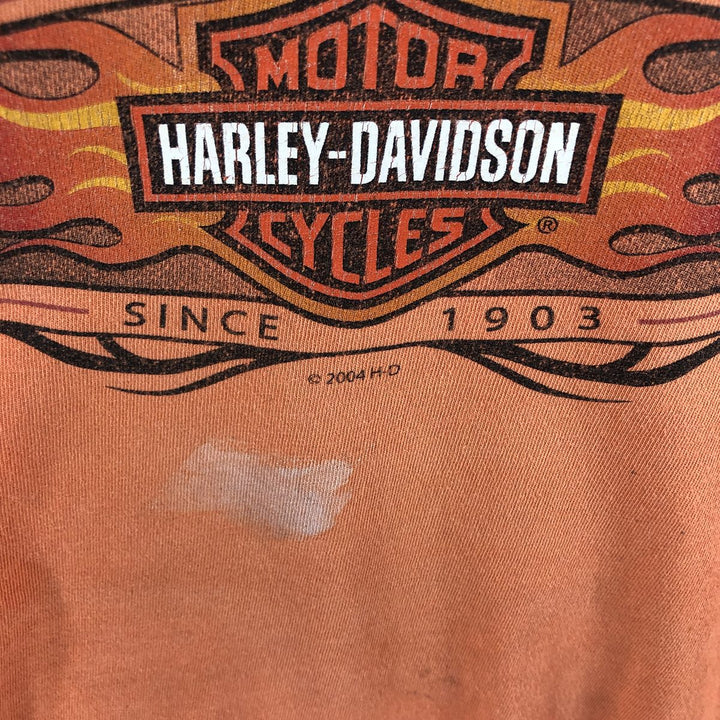 MOTOR
HARLEY-DAVIDSON
®
CYCLES
SINCE 1903
© 2004 H-D